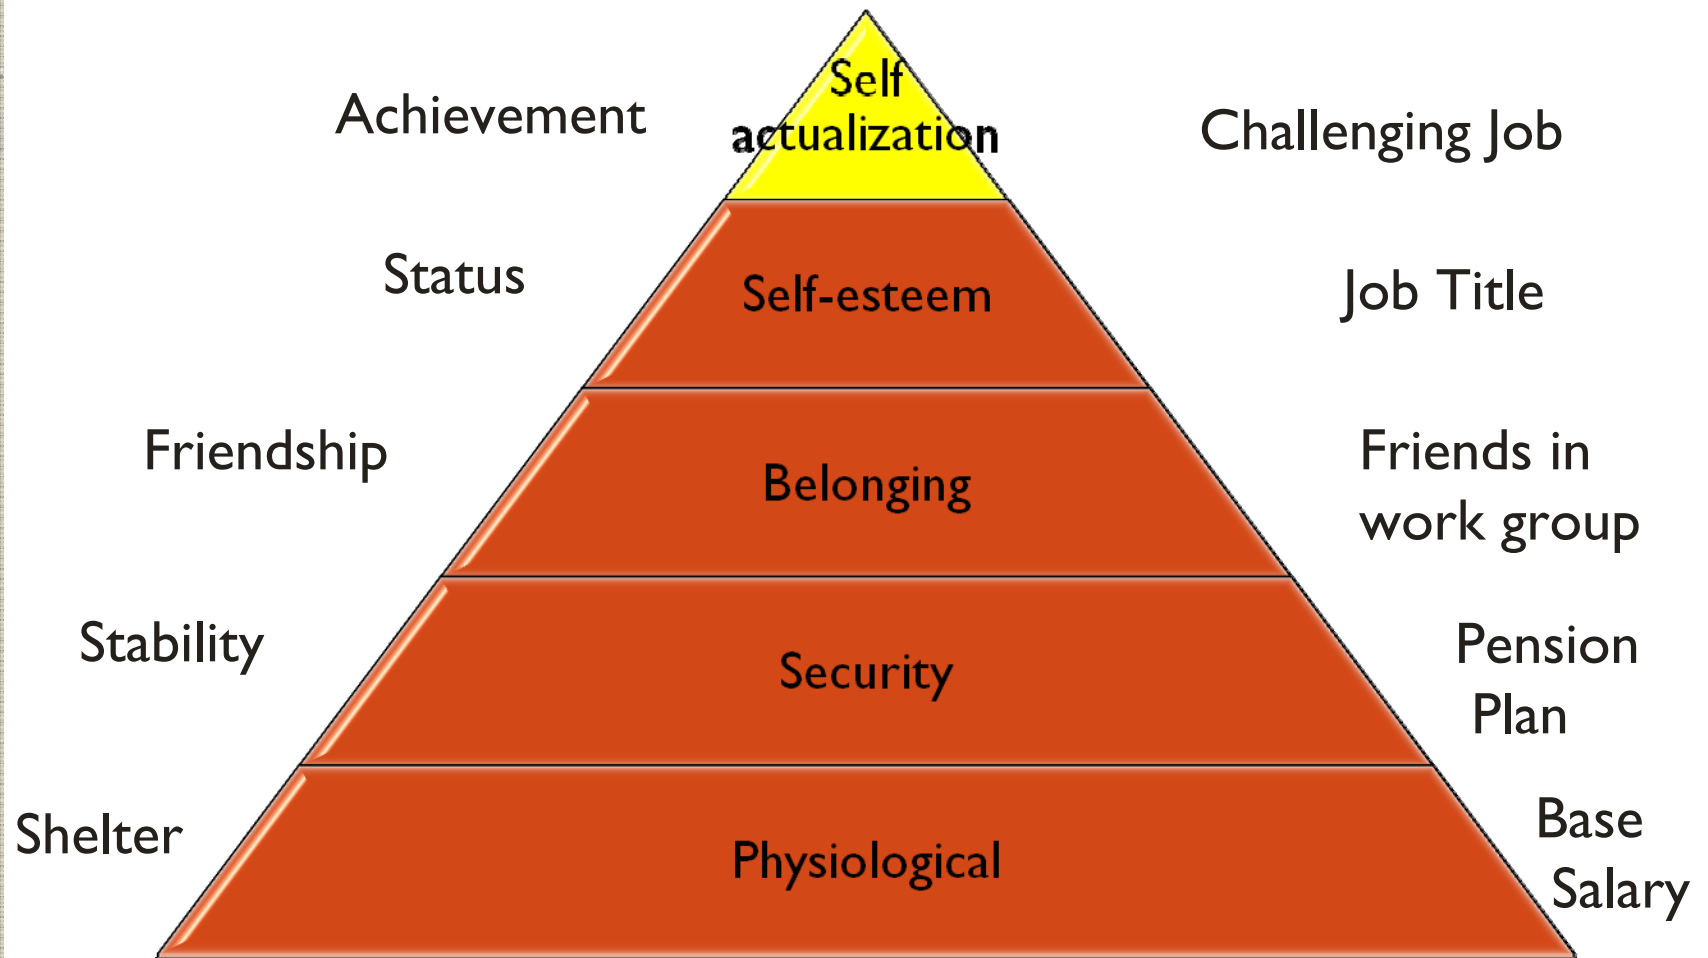 Self
actualization
Achievement
Challenging Job
Status
Self-esteem
Job Title
Friendship
Belonging
Friends in
work group
Stability
Security
Pension
Plan
Shelter
Physiological
Base
Salary